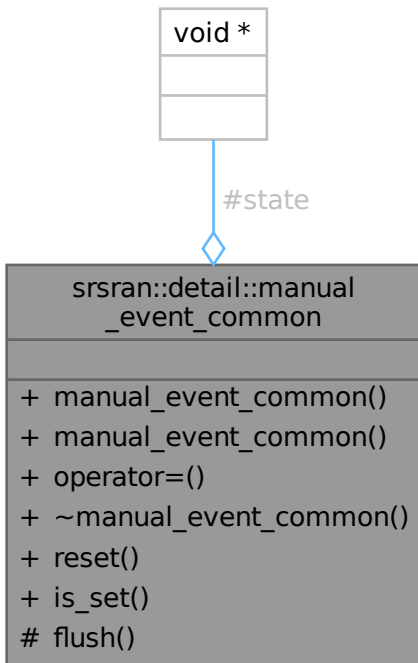 void *
#state
srsran::detail::manual
_event_common
+ manual_event_common()
+ manual_event_common()
+ operator=()
+ ~manual_event_common()
+ reset()
+ is_set()
# flush()